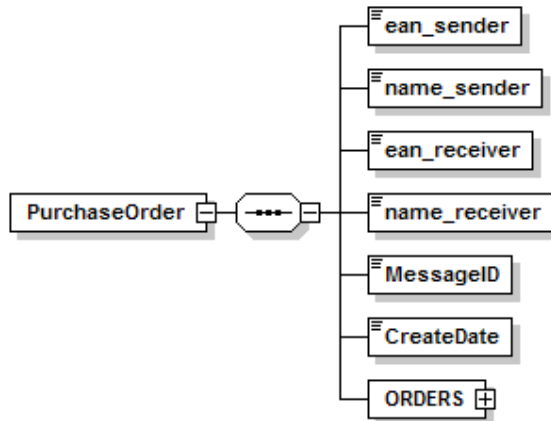 ean_sender
name_sender
ean_receiver
PurchaseOrder
name_receiver
MessageID
CreateDate
ORDERS